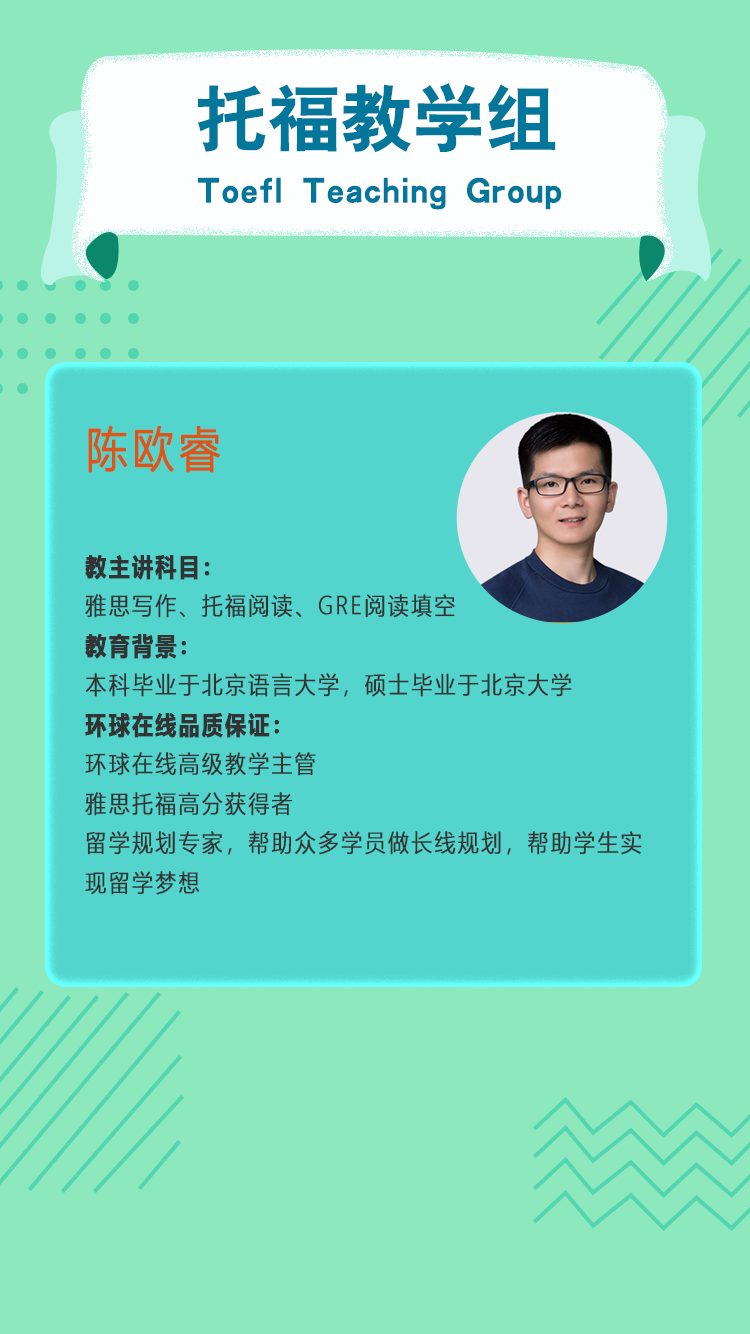 托福教学组
Toefl Teaching Group
陈欧睿
教主讲科目：
雅思写作、托福阅读、GRE阅读填空
教育背景：
本科毕业于北京语言大学，硕士毕业于北京大学
环球在线品质保证：
环球在线高级教学主管
雅思托福高分获得者
留学规划专家，帮助众多学员做长线规划，帮助学生实
现留学梦想